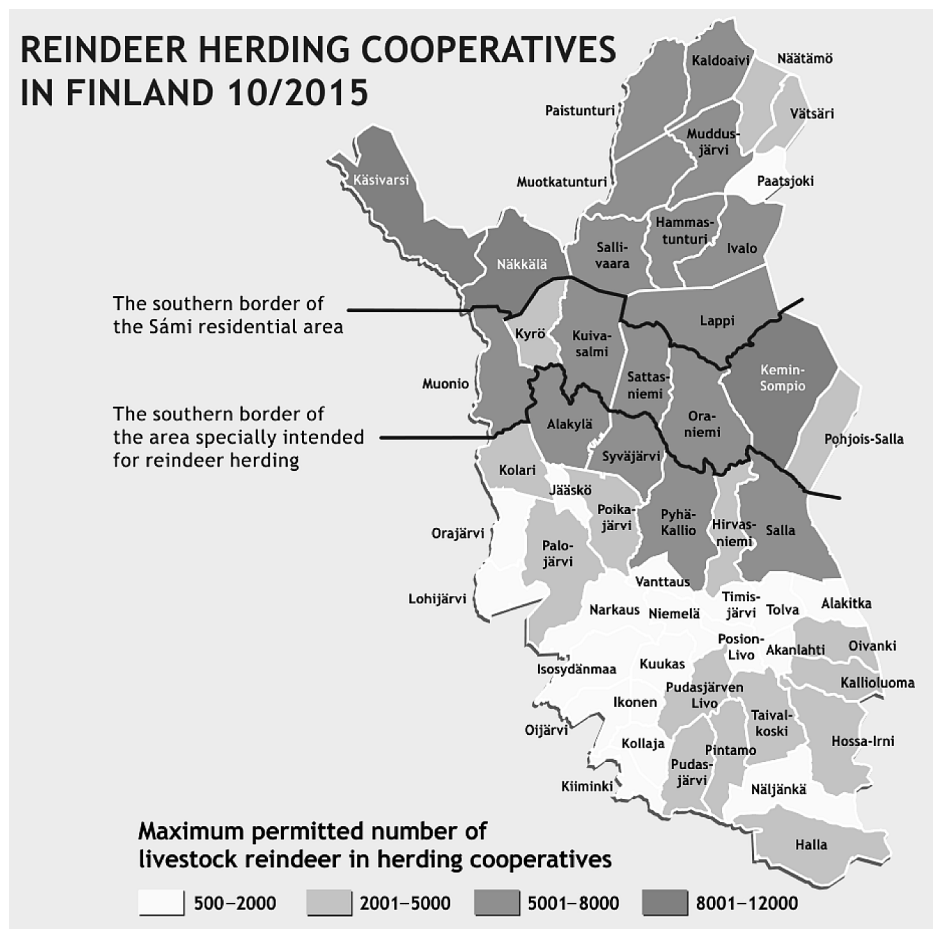 REINDEER HERDING COOPERATIVES
IN FINLAND 10/2015
Kaldoaivi
Näätämö
Paistunturi
Vätsäri
Muddus-
järvi
Käsivarsi
Muotkatunturi
Paatsjoki
Hammas-
tunturi
Salli-
vaara
Ivalo
Näkkälä
The southern border of
the Sámi residential area
Lappi
Kyrö
Kuiva-
salmi
Muonio
Sattas-
niemi
Kemin-
Sompio
The southern border of
the area specially intended
for reindeer herding
Alakylä
Ora-
niemi
Pohjois-Salla
Syväjärvi
Kolari
Jääskö
Poika-
järvi
Pyhä-
Kallio
Hirvas-
niemi
Salla
Orajärvi
Palo-
järvi
Vanttaus
Lohijärvi
Narkaus
Niemelä
Timis-
järvi
Tolva
Alakitka
Posion-
Livo
Akanlahti
Oivanki
Isosydänmaa
Kuukas
Kallioluoma
Pudasjärven
Livo
Ikonen
Taival-
koski
Oijärvi
Kollaja
Pintamo
Hossa-Irni
Pudas-
järvi
Kiiminki
Näljänkä
Halla
Maximum permitted number of
livestock reindeer in herding cooperatives
500–2000
2001–5000
5001–8000
8001–12000